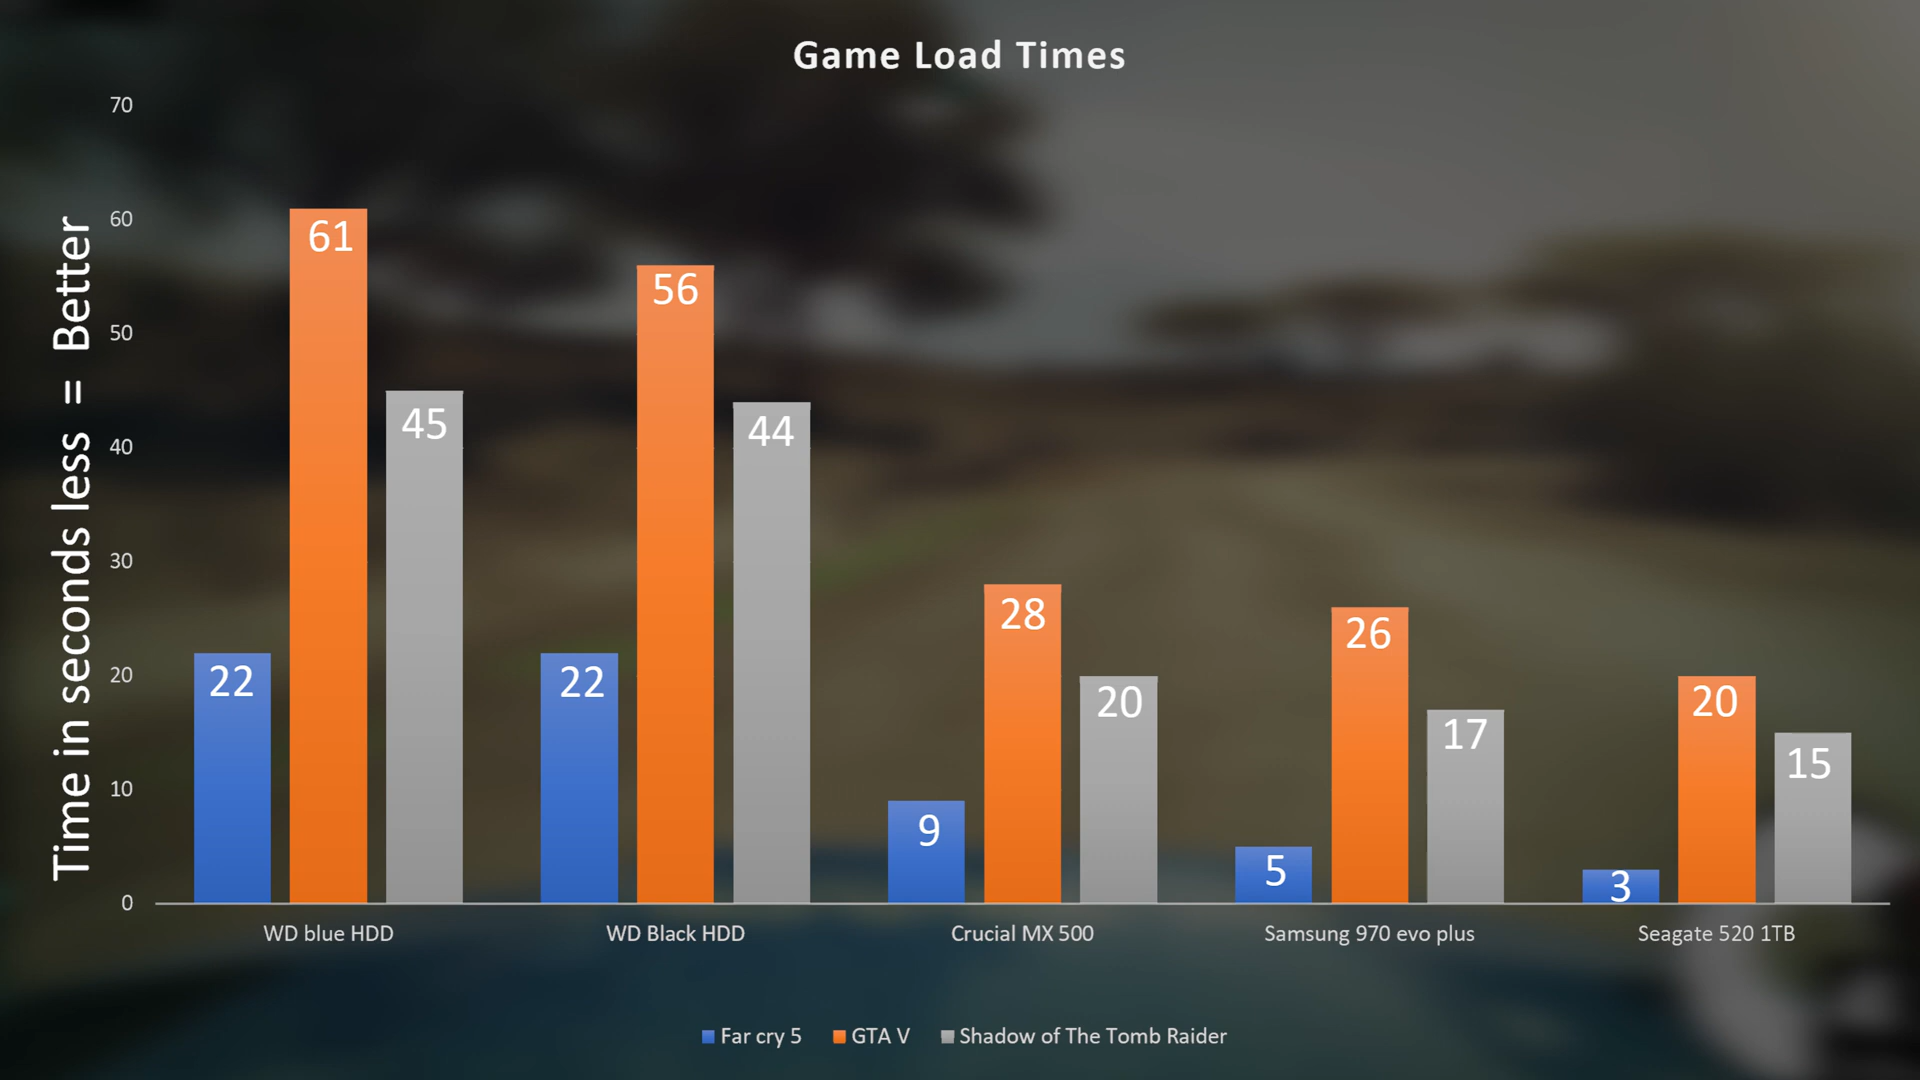 Game Load Times
Time in seconds less = Better
70
60
50
40
30
20
10
0
22
61
45
22
56
44
9
28
20
5
26
17
3
20
15
WD blue HDD
WD Black HDD
Crucial MX 500
Samsung 970 evo plus
Seagate 520 1TB
Far cry 5
GTA V
Shadow of The Tomb Raider